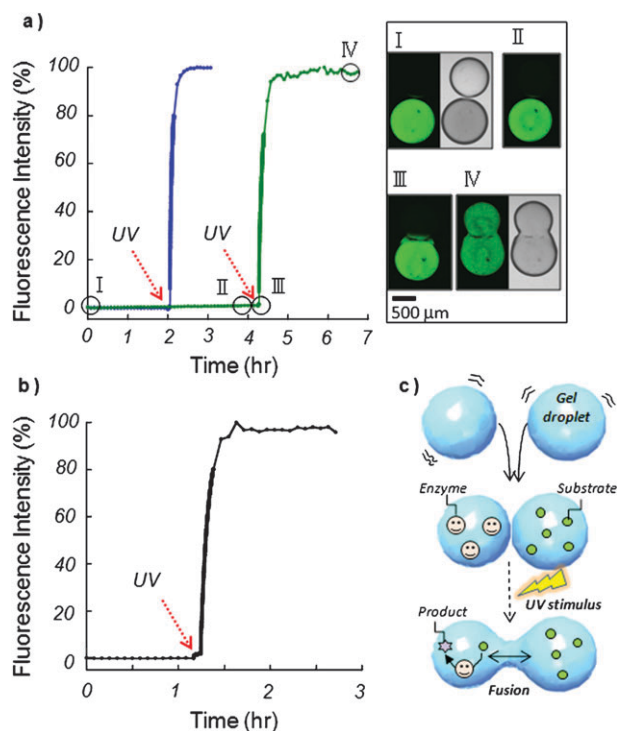 a)
Fluorescence Intensity (%)
100
80
60
40
20
0
UV
UV
I
II
III
IV
0 1 2 3 4 5 6 7
Time (hr)
I
II
III
IV
500 μm
b)
Fluorescence Intensity (%)
100
80
60
40
20
0
UV
0 1 2 3
Time (hr)
c)
Gel
droplet
Enzyme
Substrate
UV stimulus
Product
Fusion